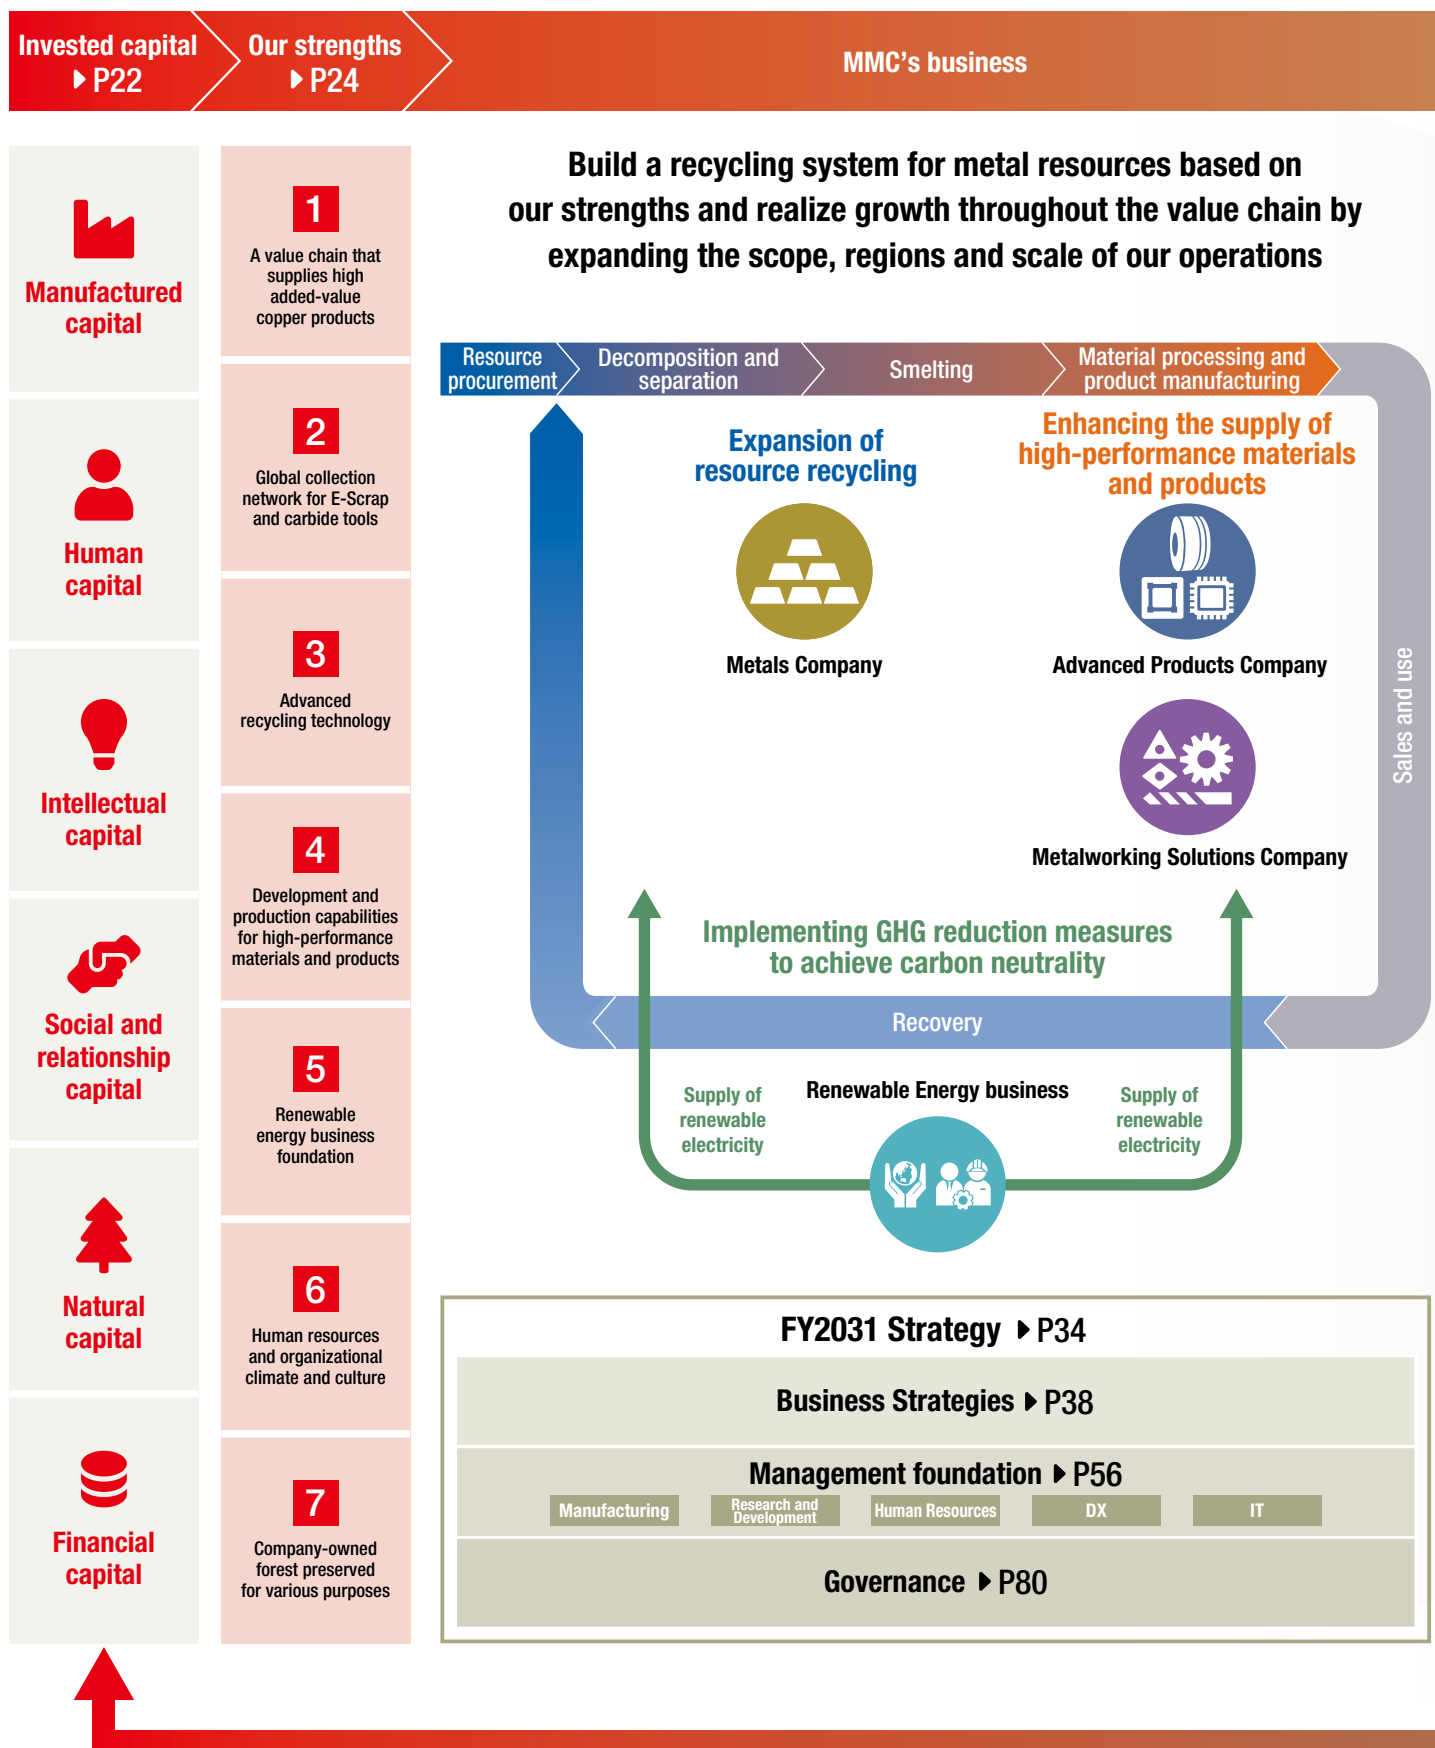 Invested capital
▶ P22
Our strengths
▶ P24
MMC's business
Manufactured
capital
Human
capital
Intellectual
capital
Social and
relationship
capital
Natural
capital
Financial
capital
1
A value chain that
supplies high
added-value
copper products
2
Global collection
network for E-Scrap
and carbide tools
3
Advanced
recycling technology
4
Development and
production capabilities
for high-performance
materials and products
5
Renewable
energy business
foundation
6
Human resources
and organizational
climate and culture
7
Company-owned
forest preserved
for various purposes
Build a recycling system for metal resources based on
our strengths and realize growth throughout the value chain by
expanding the scope, regions and scale of our operations
Resource
procurement
Decomposition and
separation
Smelting
Material processing and
product manufacturing
Expansion of
resource recycling
Enhancing the supply of
high-performance materials
and products
Metals Company
Advanced Products Company
Metalworking Solutions Company
Sales and use
Implementing GHG reduction measures
to achieve carbon neutrality
Recovery
Supply of
renewable
electricity
Renewable Energy business
Supply of
renewable
electricity
FY2031 Strategy ▶ P34
Business Strategies ▶ P38
Management foundation ▶ P56
Manufacturing
Research and
Development
Human Resources
DX
IT
Governance ▶ P80